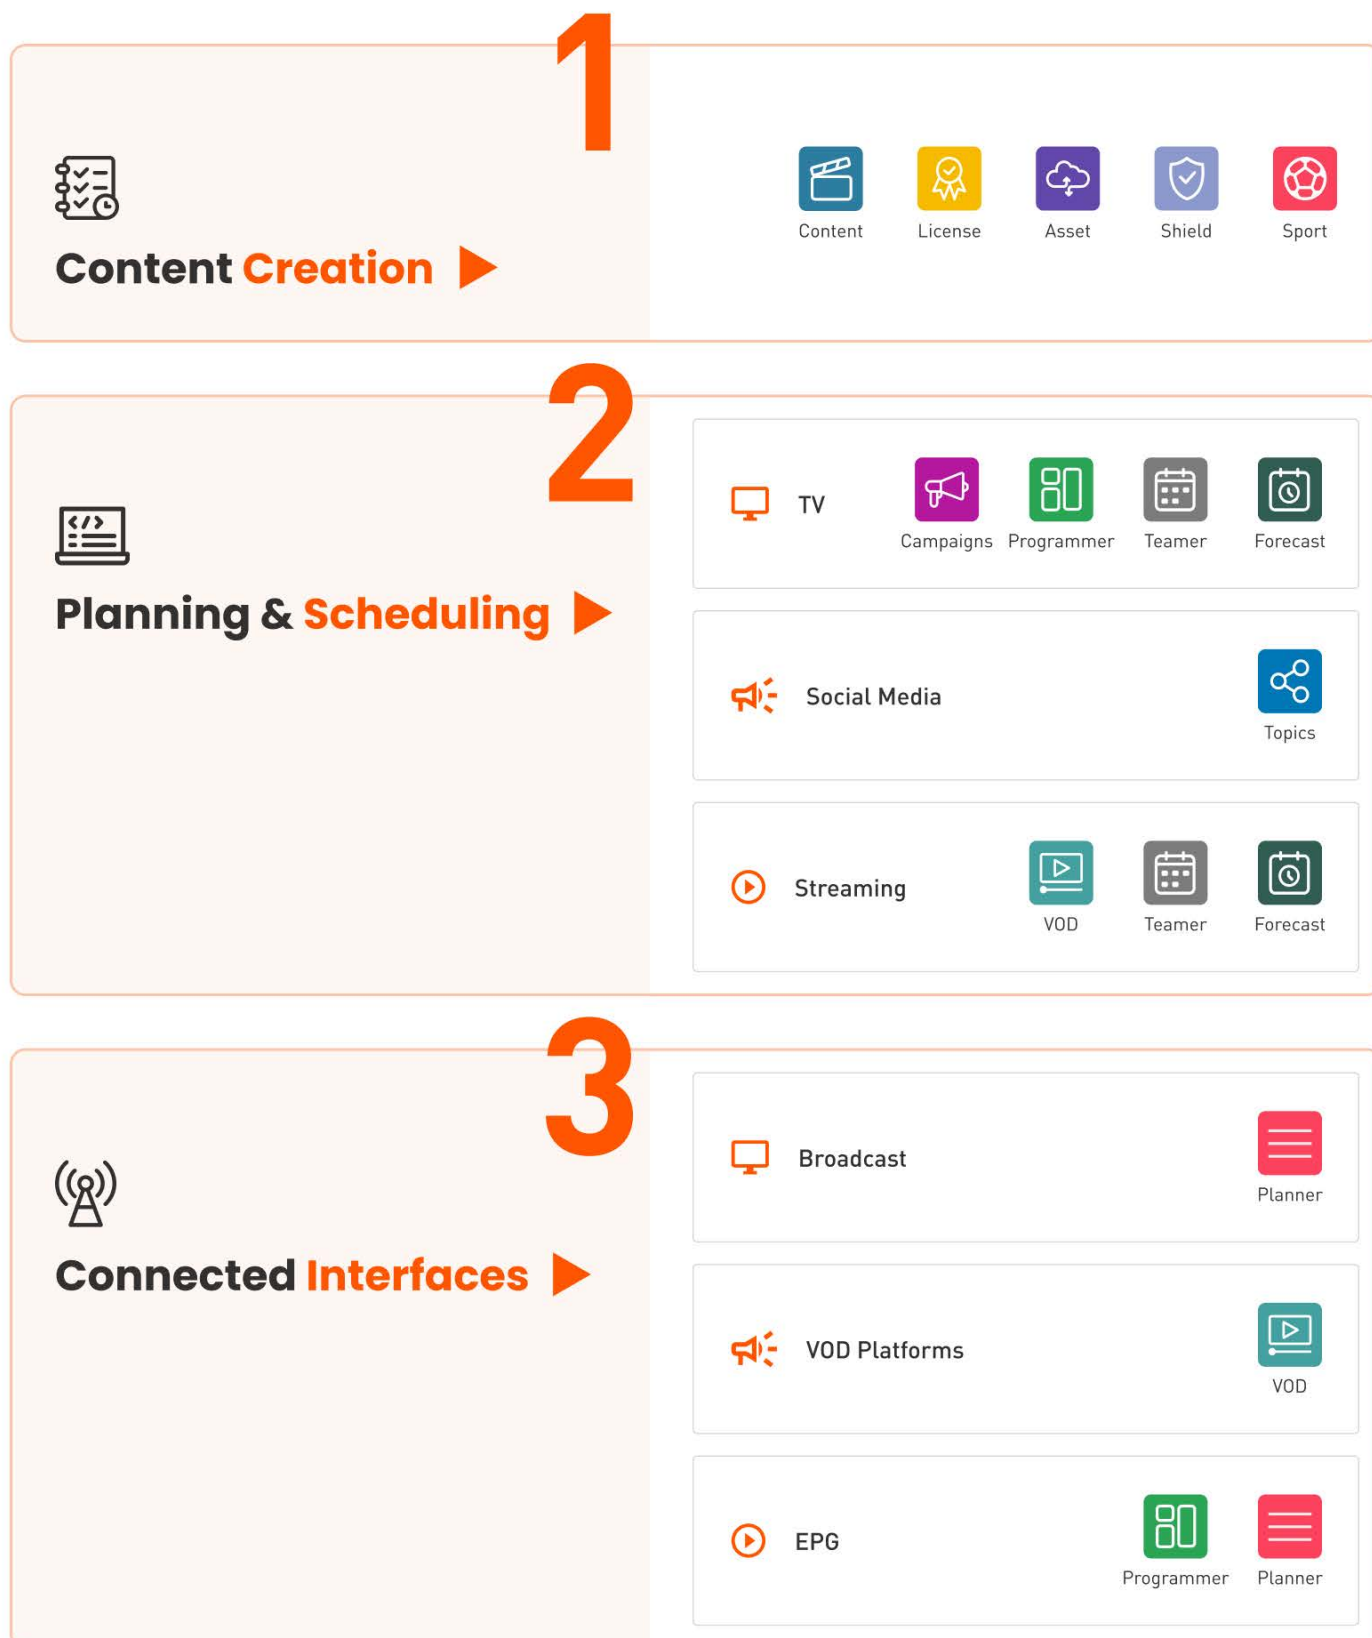 1
Content Creation
Content License Asset Shield Sport
2
Planning & Scheduling
TV
Campaigns Programmer Teamer Forecast
Social Media
Topics
Streaming
VOD Teamer Forecast
3
Connected Interfaces
Broadcast
Planner
VOD Platforms
VOD
EPG
Programmer Planner